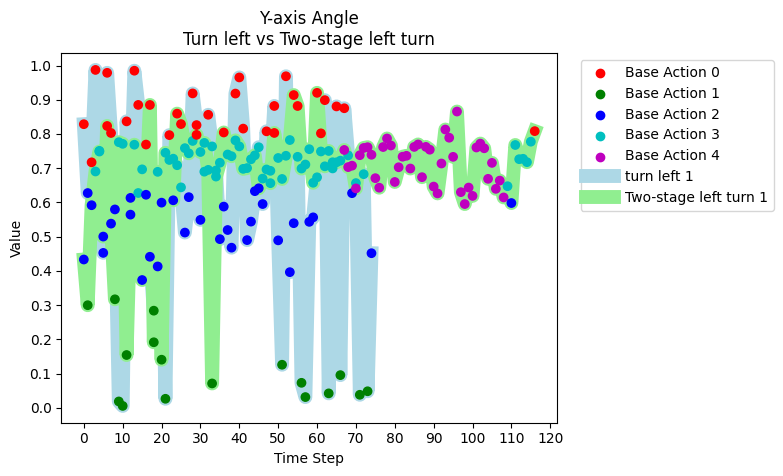 Y-axis Angle
Turn left vs Two-stage left turn
Value
1.0
0.9
0.8
0.7
0.6
0.5
0.4
0.3
0.2
0.1
0.0
0 10 20 30 40 50 60 70 80 90 100 110 120
Time Step
Base Action 0
Base Action 1
Base Action 2
Base Action 3
Base Action 4
turn left 1
Two-stage left turn 1